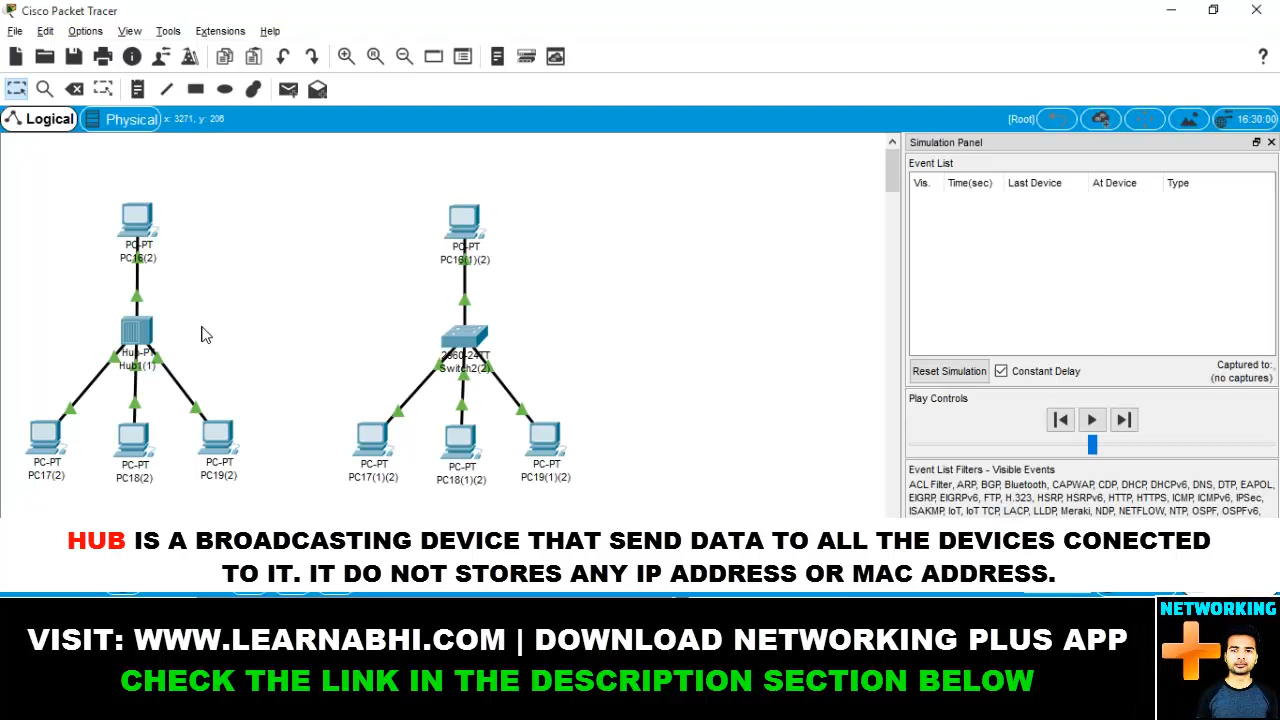 Cisco Packet Tracer
File Edit Options View Tools Extensions Help
Logical Physical x: 3271, y: 206 [Root] 16:30:00
Simulation Panel
Event List
Vis. Time(sec) Last Device At Device Type
PC-PT
PC16(2)
PC-PT
PC16(1)(2)
Hub-PT
Hub1(1)
2960-24TT
Switch2(2)
PC-PT
PC17(2)
PC-PT
PC18(2)
PC-PT
PC19(2)
PC-PT
PC17(1)(2)
PC-PT
PC18(1)(2)
PC-PT
PC19(1)(2)
Reset Simulation Constant Delay Captured to:
(no captures)
Play Controls
Event List Filters - Visible Events
ACL Filter, ARP, BGP, Bluetooth, CAPWAP, CDP, DHCP, DHCPv6, DNS, DTP, EAPOL,
EIGRP, EIGRPv6, FTP, H.323, HSRP, HSRPv6, HTTP, HTTPS, ICMP, ICMPv6, IPSec,
ISAKMP, IoT, IoT TCP, LACP, LLDP, Meraki, NDP, NETFLOW, NTP, OSPF, OSPFv6,
HUB IS A BROADCASTING DEVICE THAT SEND DATA TO ALL THE DEVICES CONECTED
TO IT. IT DO NOT STORES ANY IP ADDRESS OR MAC ADDRESS.
VISIT: WWW.LEARNABHI.COM | DOWNLOAD NETWORKING PLUS APP
CHECK THE LINK IN THE DESCRIPTION SECTION BELOW
NETWORKING